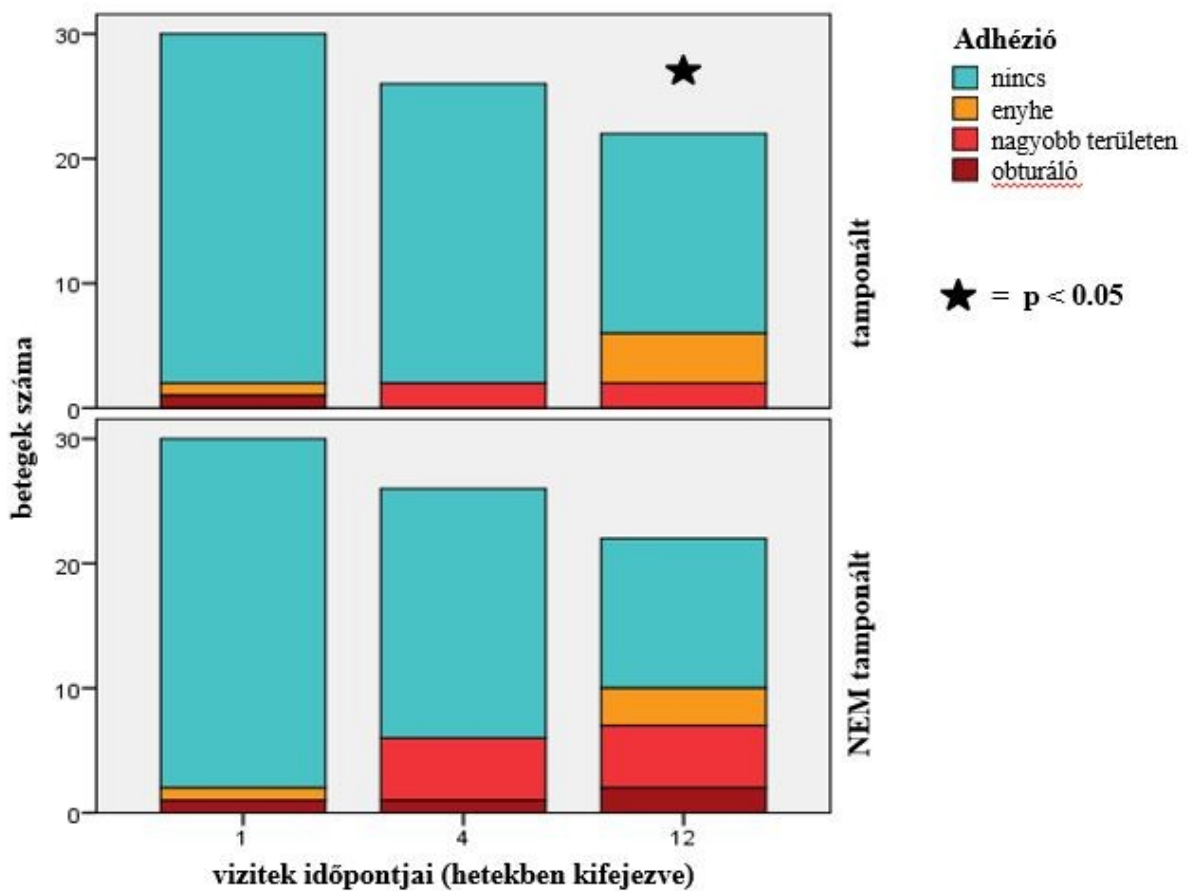 betegek száma
30
20
10
0
tamponált
30
20
10
0
NEM tamponált
1 4 12
vizitek időpontjai (hetekben kifejezve)
Adhézió
nincs
enyhe
nagyobb területen
obturáló
= p < 0.05